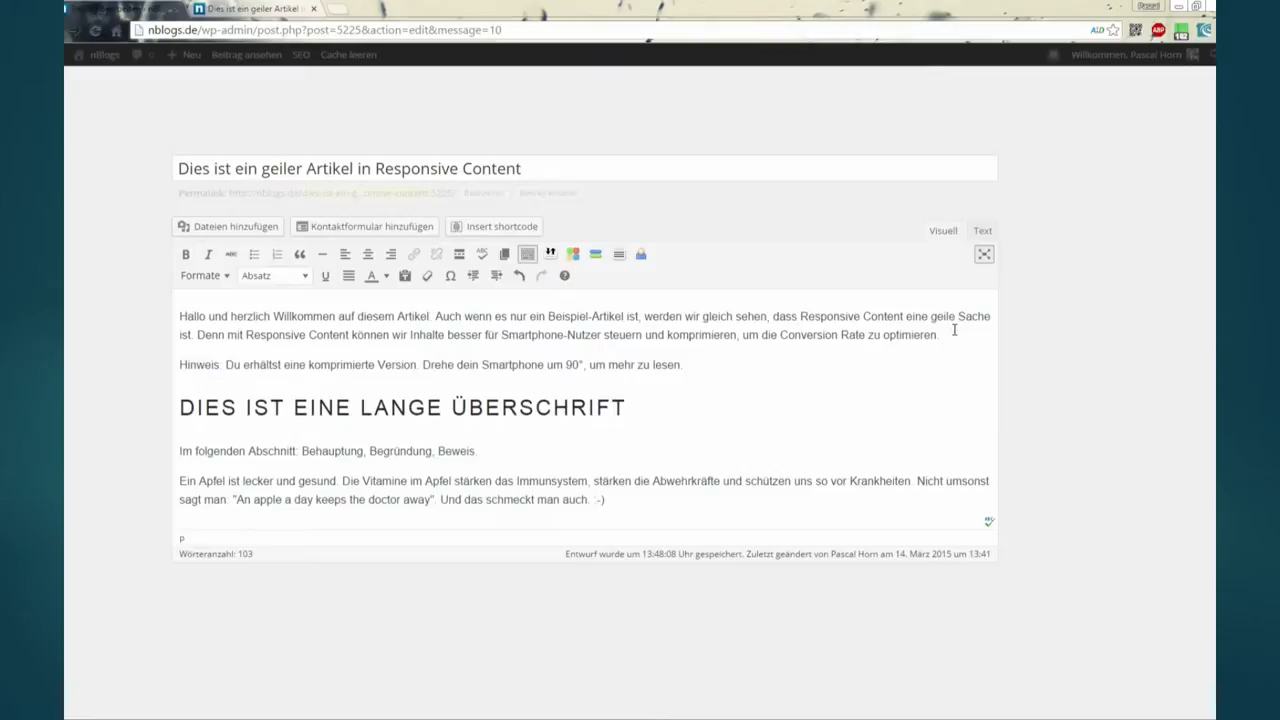 Dies ist ein geiler Artikel i
Pascal
nblogs.de/wp-admin/post.php?post=5225&action=edit&message=10
nBlogs 0 Neu Beitrag ansehen SEO Cache leeren Willkommen, Pascal Horn
Dies ist ein geiler Artikel in Responsive Content
Permalink:
Dateien hinzufügen Kontaktformular hinzufügen Insert shortcode
Visuell Text
Formate Absatz
Hallo und herzlich Willkommen auf diesem Artikel. Auch wenn es nur ein Beispiel-Artikel ist, werden wir gleich sehen, dass Responsive Content eine geile Sache
ist. Denn mit Responsive Content können wir Inhalte besser für Smartphone-Nutzer steuern und komprimieren, um die Conversion Rate zu optimieren.
Hinweis: Du erhältst eine komprimierte Version. Drehe dein Smartphone um 90°, um mehr zu lesen.
DIES IST EINE LANGE ÜBERSCHRIFT
Im folgenden Abschnitt: Behauptung, Begründung, Beweis.
Ein Apfel ist lecker und gesund. Die Vitamine im Apfel stärken das Immunsystem, stärken die Abwehrkräfte und schützen uns so vor Krankheiten. Nicht umsonst
sagt man: "An apple a day keeps the doctor away". Und das schmeckt man auch. :-)
p
Wörteranzahl: 103
Entwurf wurde um 13:48:08 Uhr gespeichert. Zuletzt geändert von Pascal Horn am 14. März 2015 um 13:41